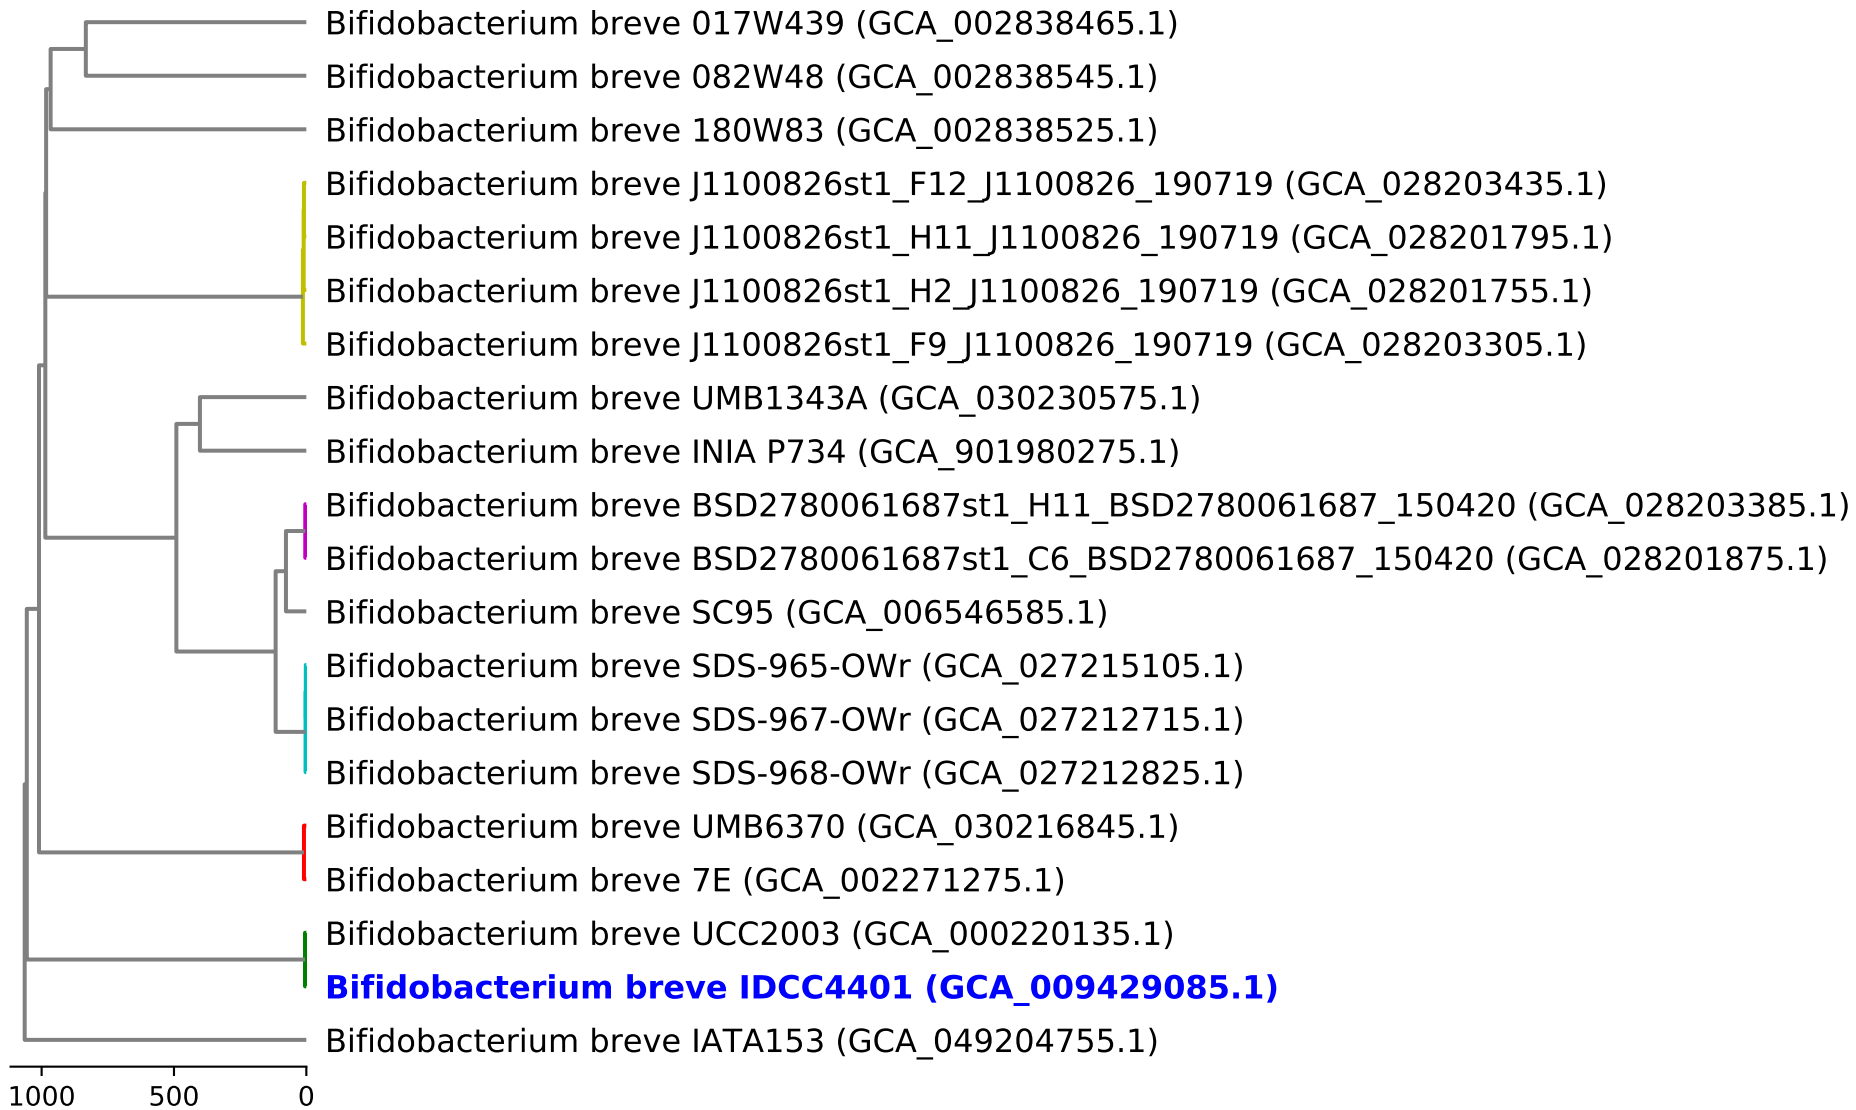 Bifidobacterium breve 017W439 (GCA_002838465.1)
Bifidobacterium breve 082W48 (GCA_002838545.1)
Bifidobacterium breve 180W83 (GCA_002838525.1)
Bifidobacterium breve J1100826st1_F12_J1100826_190719 (GCA_028203435.1)
Bifidobacterium breve J1100826st1_H11_J1100826_190719 (GCA_028201795.1)
Bifidobacterium breve J1100826st1_H2_J1100826_190719 (GCA_028201755.1)
Bifidobacterium breve J1100826st1_F9_J1100826_190719 (GCA_028203305.1)
Bifidobacterium breve UMB1343A (GCA_030230575.1)
Bifidobacterium breve INIA P734 (GCA_901980275.1)
Bifidobacterium breve BSD2780061687st1_H11_BSD2780061687_150420 (GCA_028203385.1)
Bifidobacterium breve BSD2780061687st1_C6_BSD2780061687_150420 (GCA_028201875.1)
Bifidobacterium breve SC95 (GCA_006546585.1)
Bifidobacterium breve SDS-965-OWr (GCA_027215105.1)
Bifidobacterium breve SDS-967-OWr (GCA_027212715.1)
Bifidobacterium breve SDS-968-OWr (GCA_027212825.1)
Bifidobacterium breve UMB6370 (GCA_030216845.1)
Bifidobacterium breve 7E (GCA_002271275.1)
Bifidobacterium breve UCC2003 (GCA_000220135.1)
Bifidobacterium breve IDCC4401 (GCA_009429085.1)
Bifidobacterium breve IATA153 (GCA_049204755.1)
1000 500 0